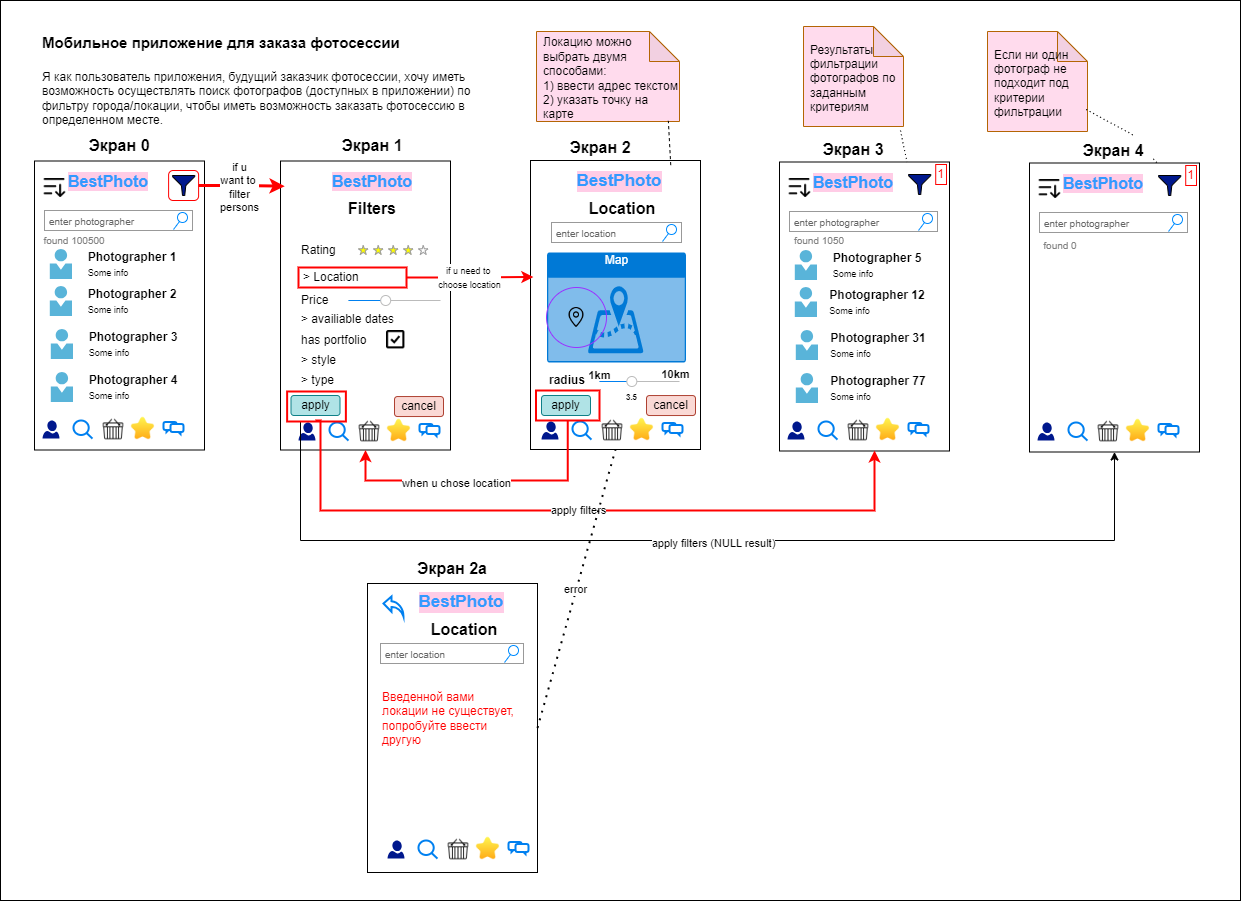 Мобильное приложение для заказа фотосессии
Я как пользователь приложения, будущий заказчик фотосессии, хочу иметь
возможность осуществлять поиск фотографов (доступных в приложении) по
фильтру города/локации, чтобы иметь возможность заказать фотосессию в
определенном месте.
Локацию можно
выбрать двумя
способами:
1) ввести адрес текстом
2) указать точку на
карте
Результаты
фильтрации
фотографов по
заданным
критериям
Если ни один
фотограф не
подходит под
критерии
фильтрации
Экран 0
BestPhoto
enter photographer
found 100500
Photographer 1
Some info
Photographer 2
Some info
Photographer 3
Some info
Photographer 4
Some info
if u
want to
filter
persons
Экран 1
BestPhoto
Filters
Rating
> Location
Price
> availiable dates
has portfolio
> style
> type
apply
cancel
if u need to
choose location
Экран 2
BestPhoto
Location
enter location
Map
radius
1km
10km
3.5
apply
cancel
Экран 3
BestPhoto
1
enter photographer
found 1050
Photographer 5
Some info
Photographer 12
Some info
Photographer 31
Some info
Photographer 77
Some info
Экран 4
BestPhoto
1
enter photographer
found 0
when u chose location
apply filters
apply filters (NULL result)
error
Экран 2а
BestPhoto
Location
enter location
Введенной вами
локации не существует,
попробуйте ввести
другую